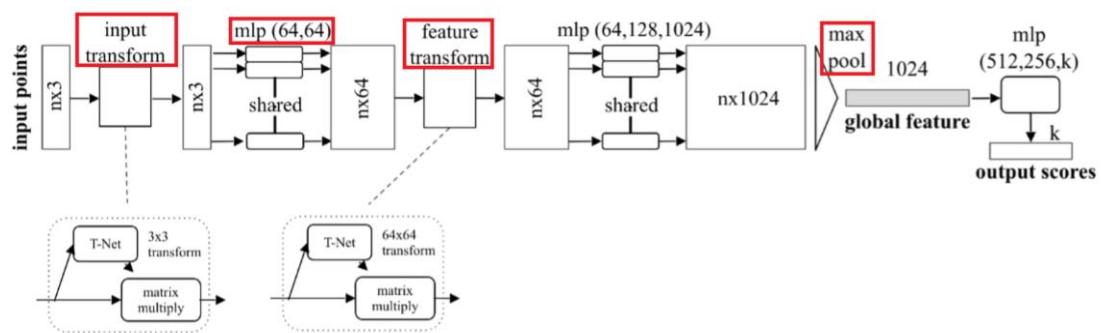 input points
nx3
input
transform
nx3
mlp (64,64)
shared
nx64
feature
transform
nx64
mlp (64,128,1024)
shared
nx1024
max
pool
1024
global feature
mlp
(512,256,k)
k
output scores
T-Net
3x3
transform
matrix
multiply
T-Net
64x64
transform
matrix
multiply